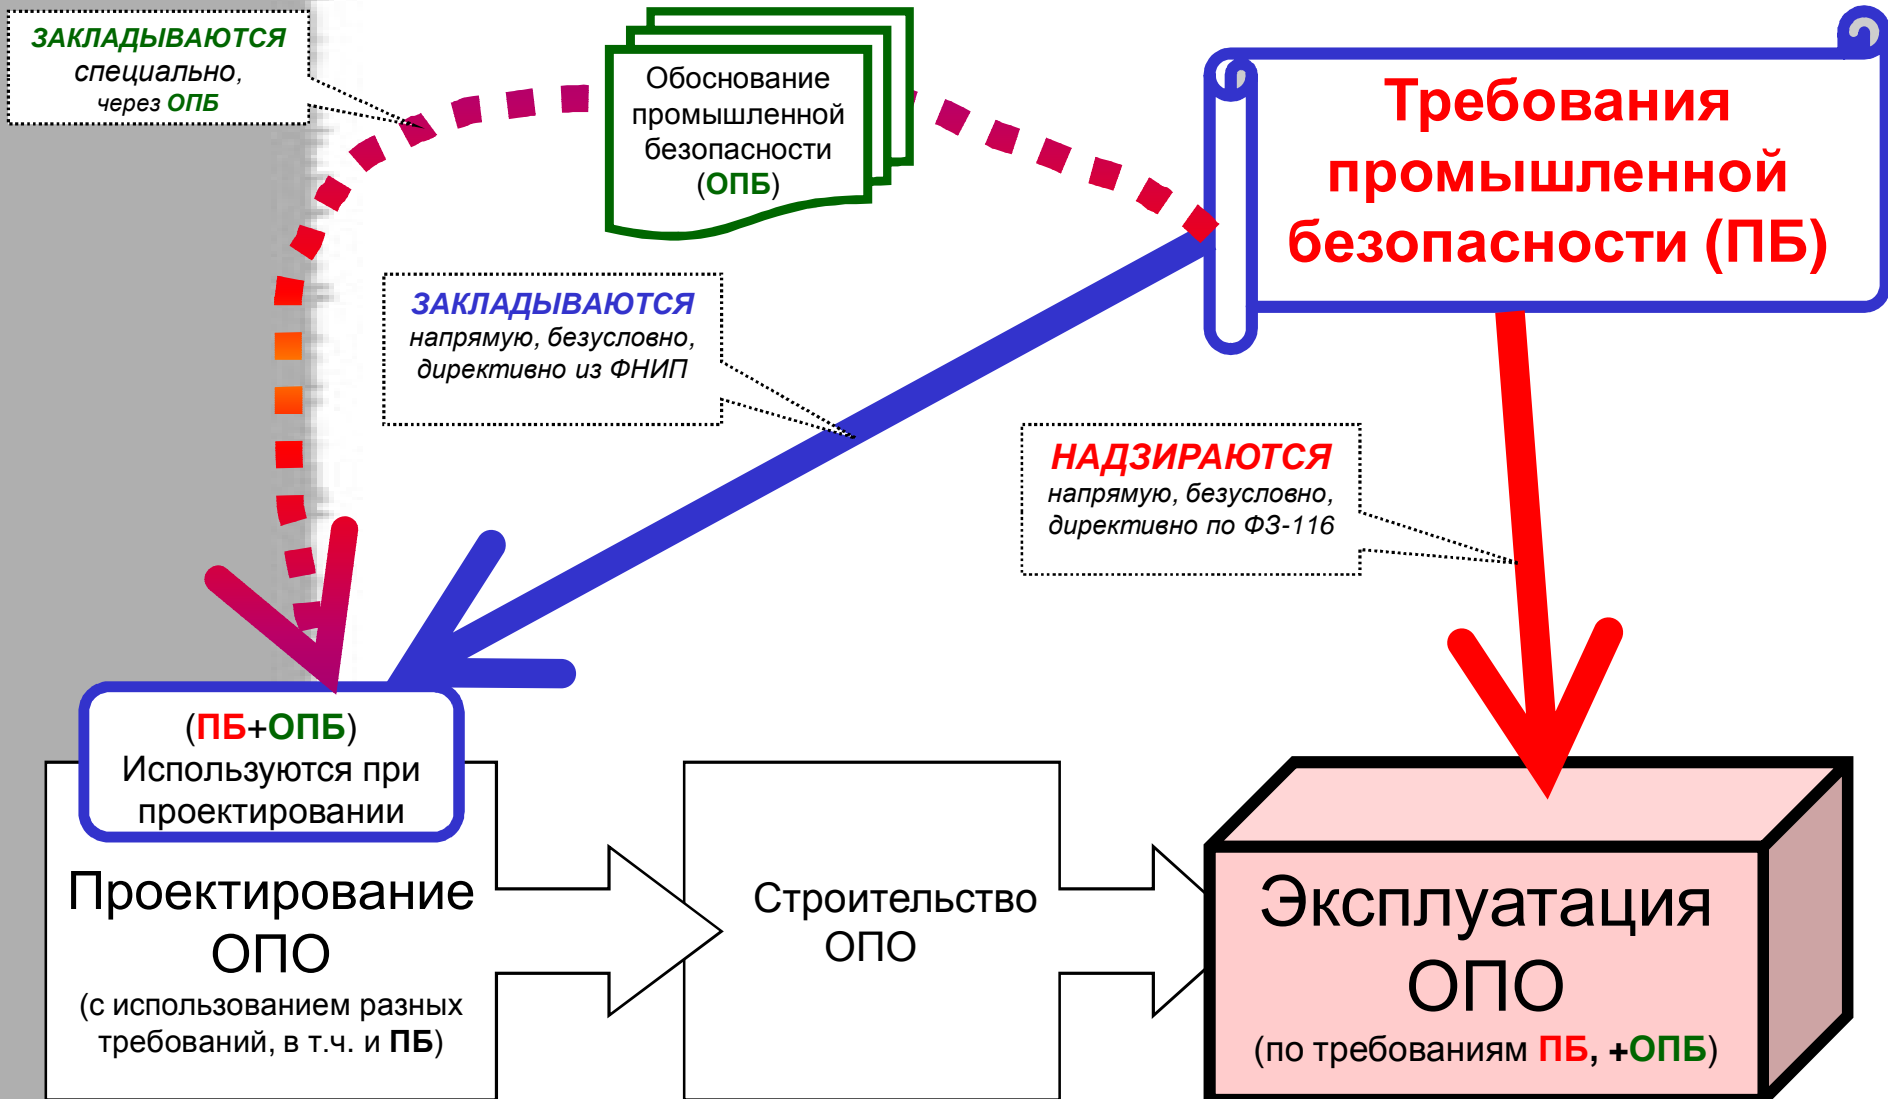 ЗАКЛАДЫВАЮТСЯ
специально,
через ОПБ
Обоснование
промышленной
безопасности
(ОПБ)
Требования
промышленной
безопасности (ПБ)
ЗАКЛАДЫВАЮТСЯ
напрямую, безусловно,
директивно из ФНИП
НАДЗИРАЮТСЯ
напрямую, безусловно,
директивно по ФЗ-116
(ПБ+ОПБ)
Используются при
проектировании
Проектирование
ОПО
(с использованием разных
требований, в т.ч. и ПБ)
Строительство
ОПО
Эксплуатация
ОПО
(по требованиям ПБ, +ОПБ)